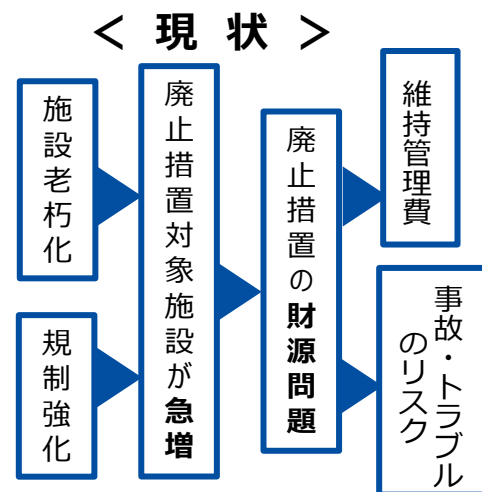 ＜ 現 状 ＞
施設老朽化
規制強化
廃止措置対象施設が急増
廃止措置の財源問題
維持管理費
事故・トラブル
のリスク